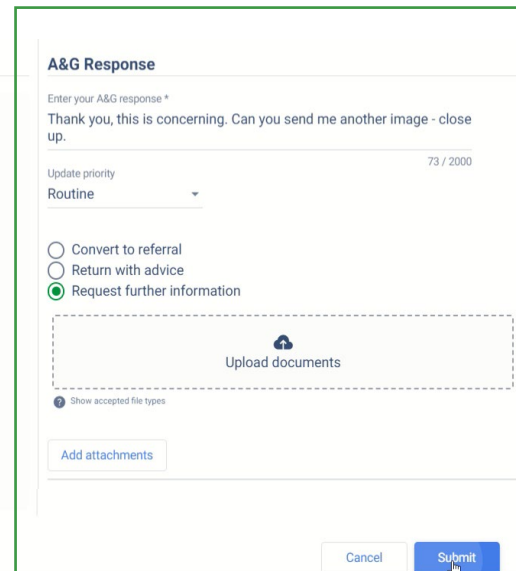 A&G Response
Enter your A&G response *
Thank you, this is concerning. Can you send me another image - close
up.
73 / 2000
Update priority
Routine
Convert to referral
Return with advice
Request further information
Upload documents
? Show accepted file types
Add attachments
Cancel
Submit